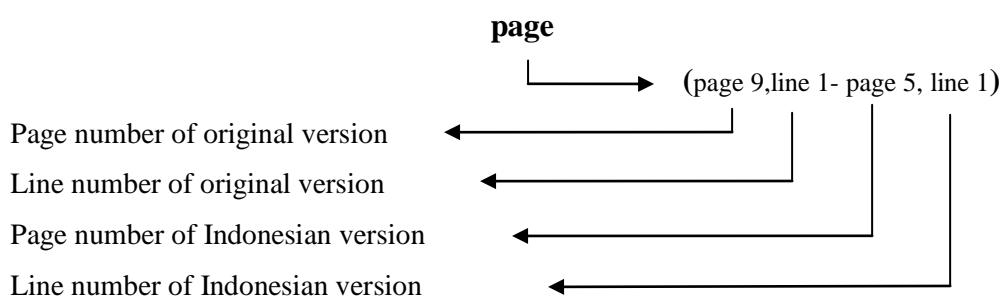 page
(page 9,line 1- page 5, line 1)
Page number of original version
Line number of original version
Page number of Indonesian version
Line number of Indonesian version